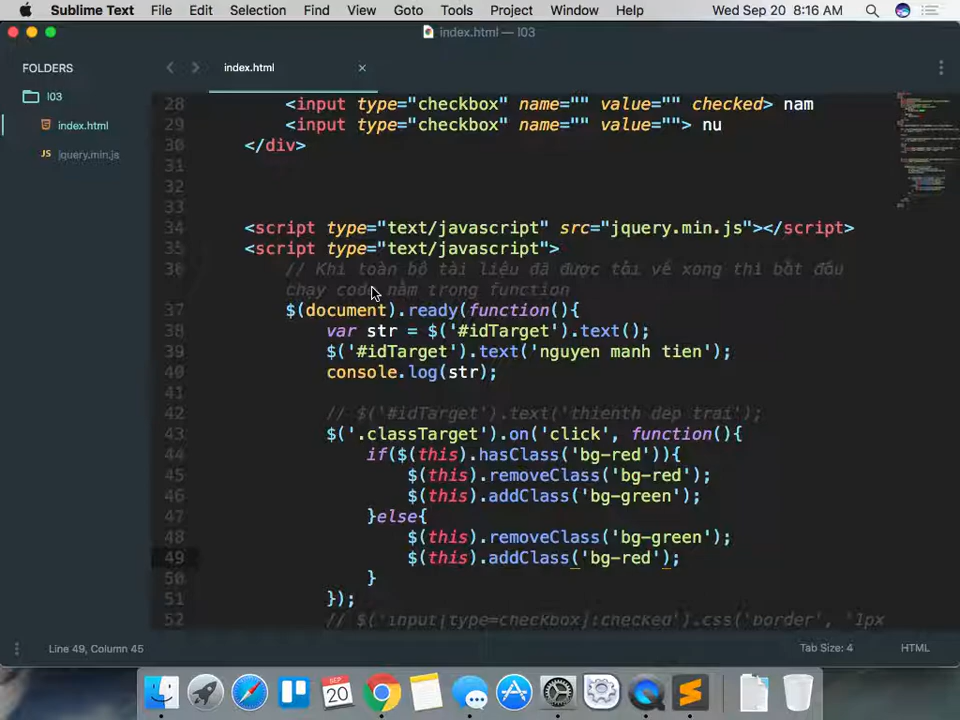 Sublime Text File Edit Selection Find View Goto Tools Project Window Help Wed Sep 20 8:16 AM
index.html — l03
FOLDERS
index.html ×
l03
index.html
JS jquery.min.js
28 <input type="checkbox" name="" value="" checked> nam
29 <input type="checkbox" name="" value=""> nu
30 </div>
31
32
33
34 <script type="text/javascript" src="jquery.min.js"></script>
35 <script type="text/javascript">
36 // Khi toàn bộ tài liệu đã được tải về xong thì bắt đầu
chạy code nằm trong function
37 $(document).ready(function(){
38 var str = $('#idTarget').text();
39 $('#idTarget').text('nguyen manh tien');
40 console.log(str);
41
42 // $('#idTarget').text('thienth dep trai');
43 $('.classTarget').on('click', function(){
44 if($(this).hasClass('bg-red')){
45 $(this).removeClass('bg-red');
46 $(this).addClass('bg-green');
47 }else{
48 $(this).removeClass('bg-green');
49 $(this).addClass('bg-red');
50 }
51 });
52 // $('input[type=checkbox]:checked').css('border', '1px
Line 49, Column 45 Tab Size: 4 HTML
SEP
20